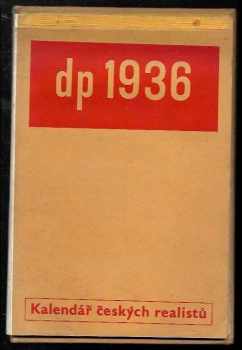 dp 1936
Kalendář českých realistů